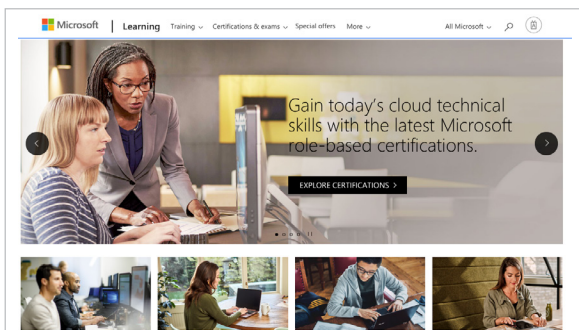 Microsoft Learning Training Certifications & exams Special offers More All Microsoft
Gain today's cloud technical
skills with the latest Microsoft
role-based certifications.
EXPLORE CERTIFICATIONS >